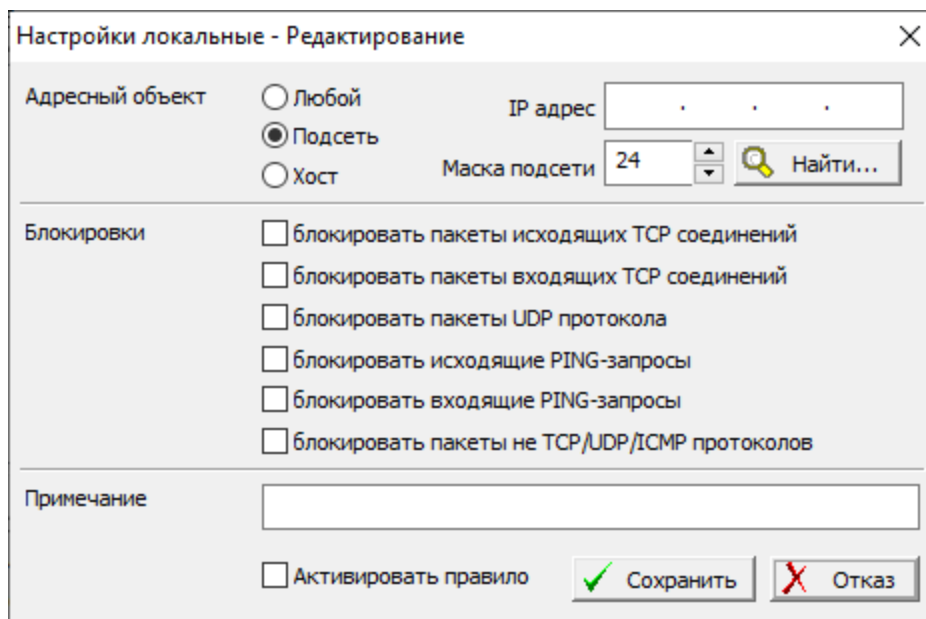 Настройки локальные - Редактирование
Адресный объект
Любой
Подсеть
Хост
IP адрес . . .
Маска подсети 24 Найти...
Блокировки
блокировать пакеты исходящих TCP соединений
блокировать пакеты входящих TCP соединений
блокировать пакеты UDP протокола
блокировать исходящие PING-запросы
блокировать входящие PING-запросы
блокировать пакеты не TCP/UDP/ICMP протоколов
Примечание
Активировать правило Сохранить Отказ